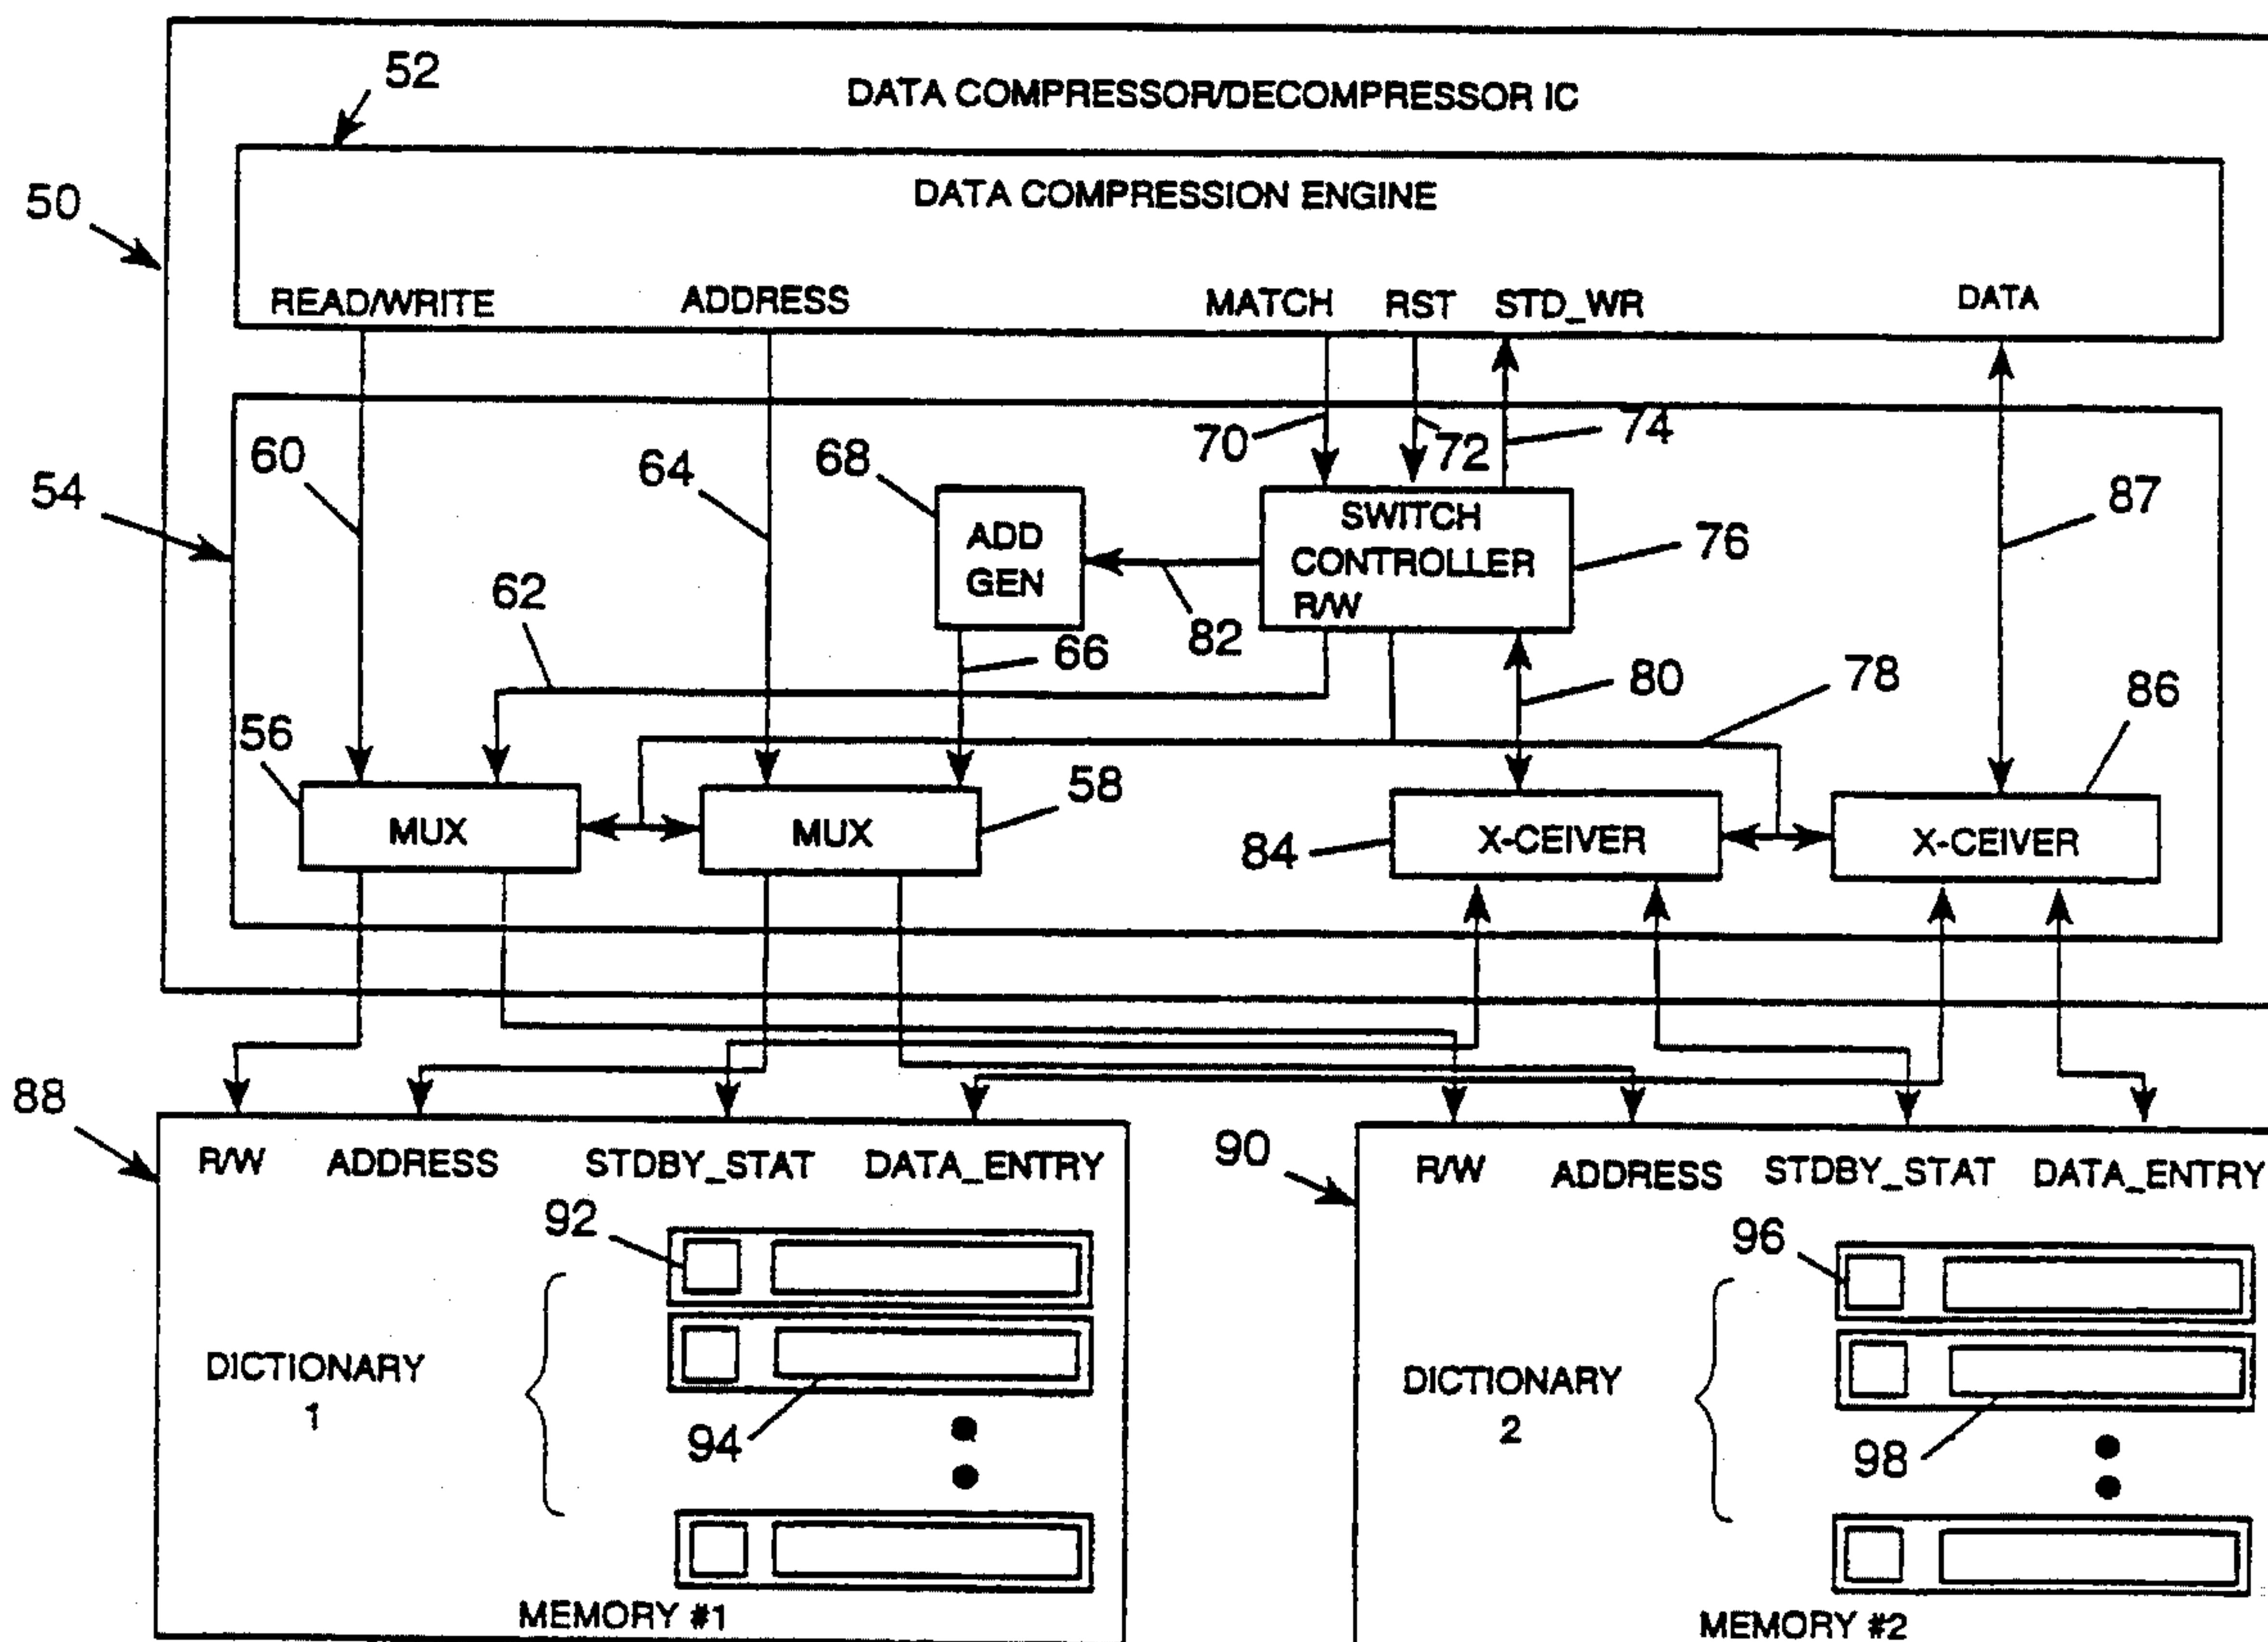 52
DATA COMPRESSOR/DECOMPRESSOR IC
DATA COMPRESSION ENGINE
50
READ/WRITE ADDRESS MATCH RST STD_WR DATA
70 72 74
54 60 64 68 87
ADD
GEN
SWITCH
CONTROLLER
R/W
76
62 82
66 80 78 86
56 58
MUX MUX 84 X-CEIVER X-CEIVER
88 90
R/W ADDRESS STDBY_STAT DATA_ENTRY
92
DICTIONARY
1
94
MEMORY #1
R/W ADDRESS STDBY_STAT DATA_ENTRY
96
DICTIONARY
2
98
MEMORY #2